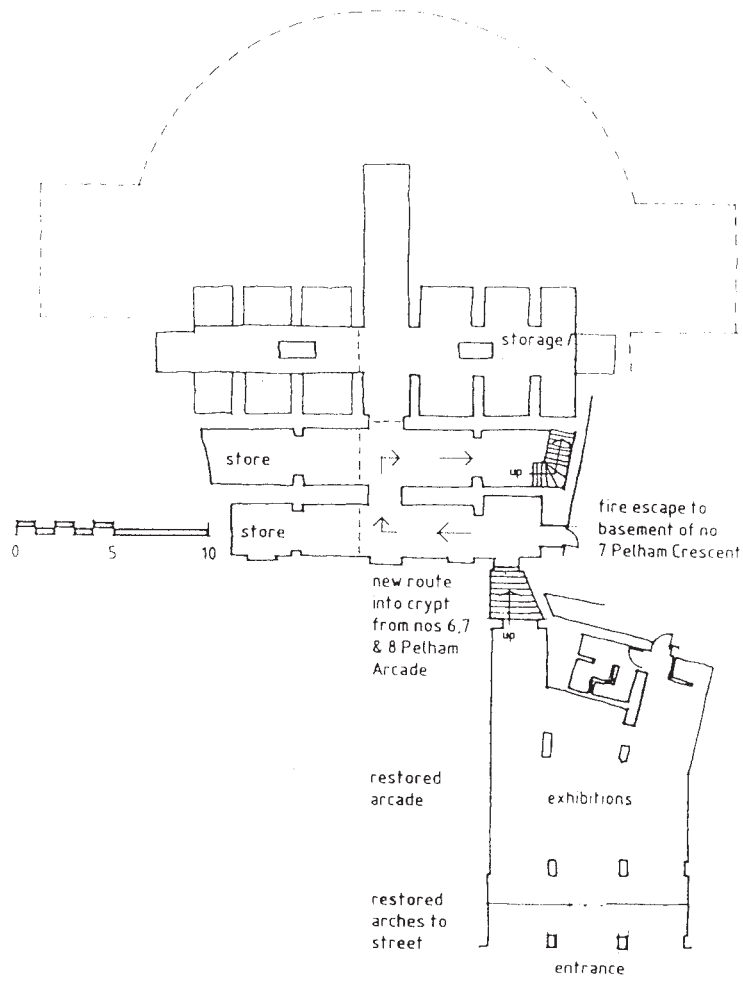 storage/
store
up
store
fire escape to
basement of no
7 Pelham Crescent
0 5 10
new route
into crypt
from nos 6,7
& 8 Pelham
Arcade
up
restored
arcade
exhibitions
restored
arches to
street
entrance